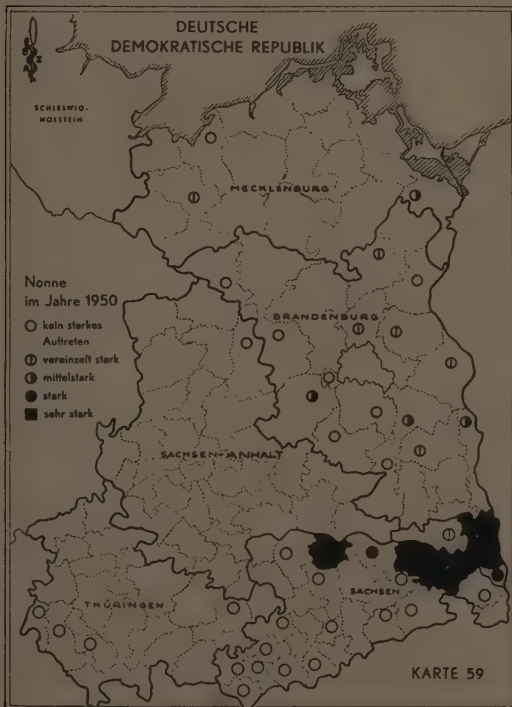 DEUTSCHE
DEMOKRATISCHE REPUBLIK
SCHLESWIG-
HOLSTEIN
MECKLENBURG
Nonne
im Jahre 1950
kein starkes
Auftreten
vereinzelt stark
mittelstark
stark
sehr stark
BRANDENBURG
SACHSEN-ANHALT
THÜRINGEN
SACHSEN
KARTE 59